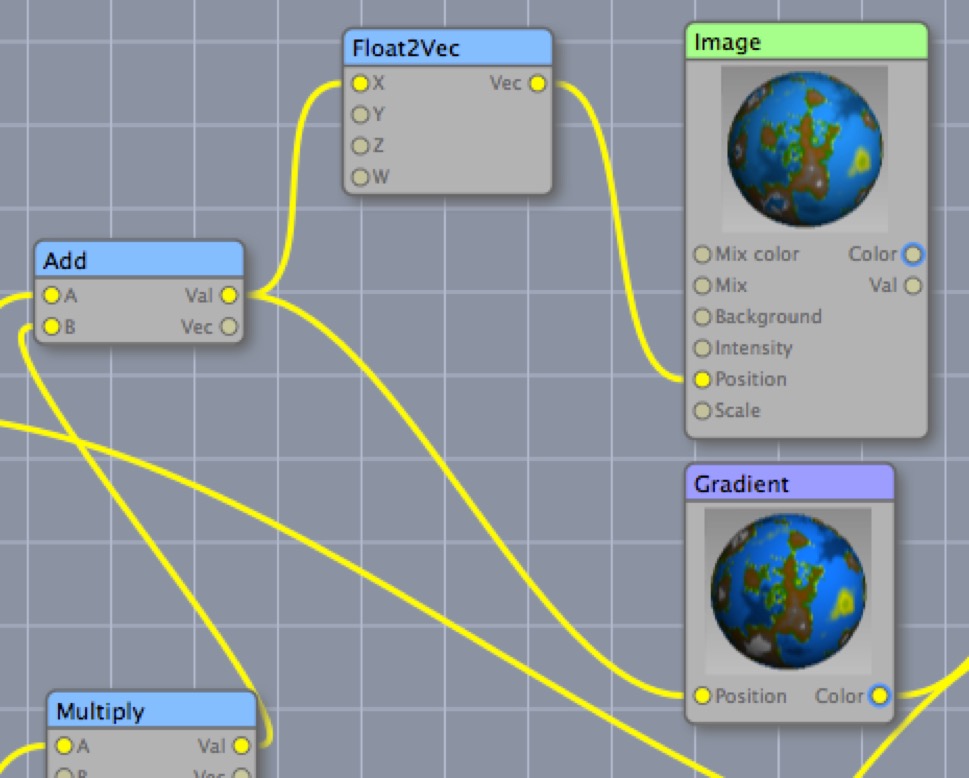 Float2Vec
X Vec
Y
Z
W
Image
Mix color Color
Mix Val
Background
Intensity
Position
Scale
Add
A Val
B Vec
Gradient
Position Color
Multiply
A Val
B Vec